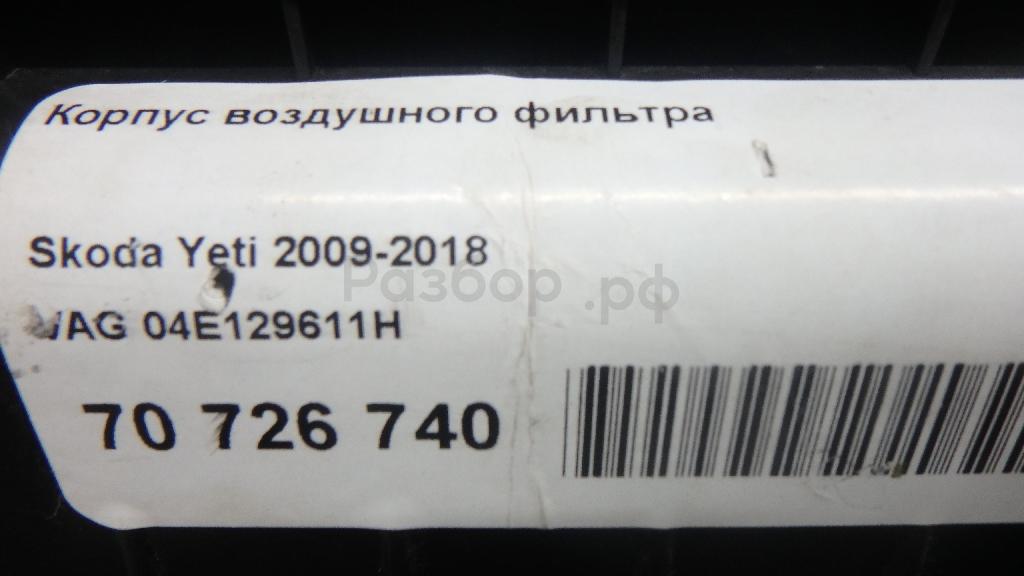 Корпус воздушного фильтра
Skoda Yeti 2009-2018
Разбор.рф
VAG 04E129611H
70 726 740